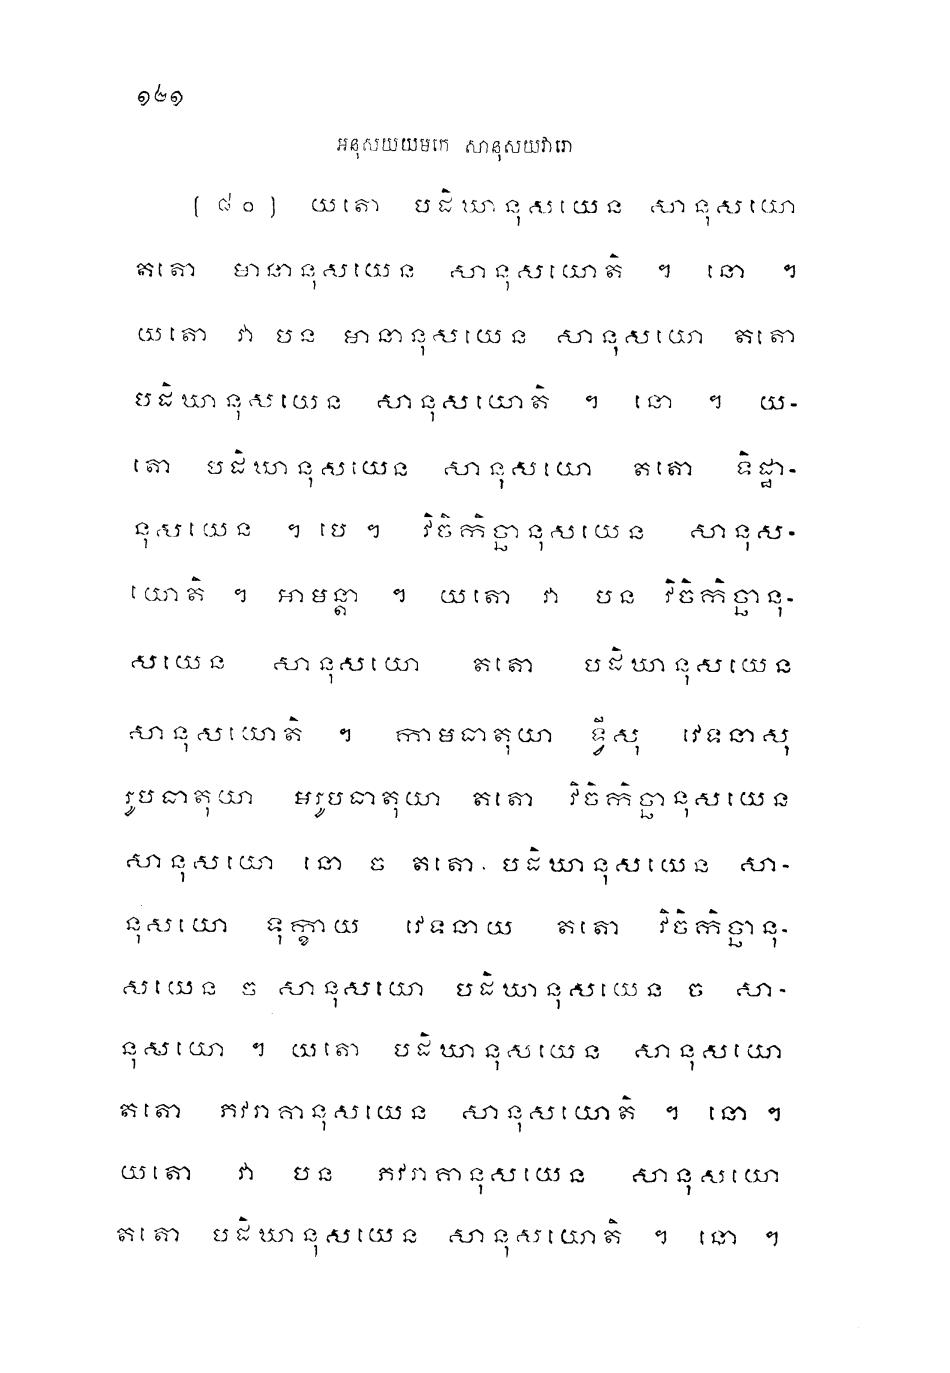 ១៤១
អនុសយយមកេ សានុសយវារោ
(៨០) យតោ បដិឃានុសយេន សានុសយោ
តតោ មានានុសយេន សានុសយោតិ ។ នោ ។
យតោ វា បន មានានុសយេន សានុសយោ តតោ
បដិឃានុសយេន សានុសយោតិ ។ នោ ។ យ-
តោ បដិឃានុសយេន សានុសយោ តតោ ទិដ្ឋា-
នុសយេន ។ បេ ។ វិចិកិច្ឆានុសយេន សានុស-
យោតិ ។ អាមន្តា ។ យតោ វា បន វិចិកិច្ឆានុ-
សយេន សានុសយោ តតោ បដិឃានុសយេន
សានុសយោតិ ។ កាមធាតុយា ទ្វីសុ វេទនាសុ
រូបធាតុយា អរូបធាតុយា តតោ វិចិកិច្ឆានុសយេន
សានុសយោ នោ ច តតោ បដិឃានុសយេន សា-
នុសយោ ទុក្ខាយ វេទនាយ តតោ វិចិកិច្ឆានុ-
សយេន ច សានុសយោ បដិឃានុសយេន ច សា-
នុសយោ ។ យតោ បដិឃានុសយេន សានុសយោ
តតោ ភវរាគានុសយេន សានុសយោតិ ។ នោ ។
យតោ វា បន ភវរាគានុសយេន សានុសយោ
តតោ បដិឃានុសយេន សានុសយោតិ ។ នោ ។